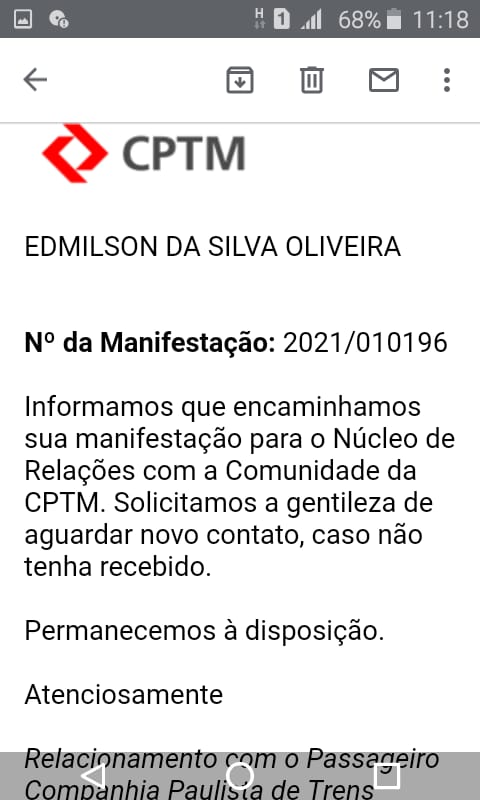 H 1 68% 11:18
CPTM
EDMILSON DA SILVA OLIVEIRA
Nº da Manifestação: 2021/010196
Informamos que encaminhamos
sua manifestação para o Núcleo de
Relações com a Comunidade da
CPTM. Solicitamos a gentileza de
aguardar novo contato, caso não
tenha recebido.
Permanecemos à disposição.
Atenciosamente
Relacionamento com o Passageiro
Companhia Paulista de Trens